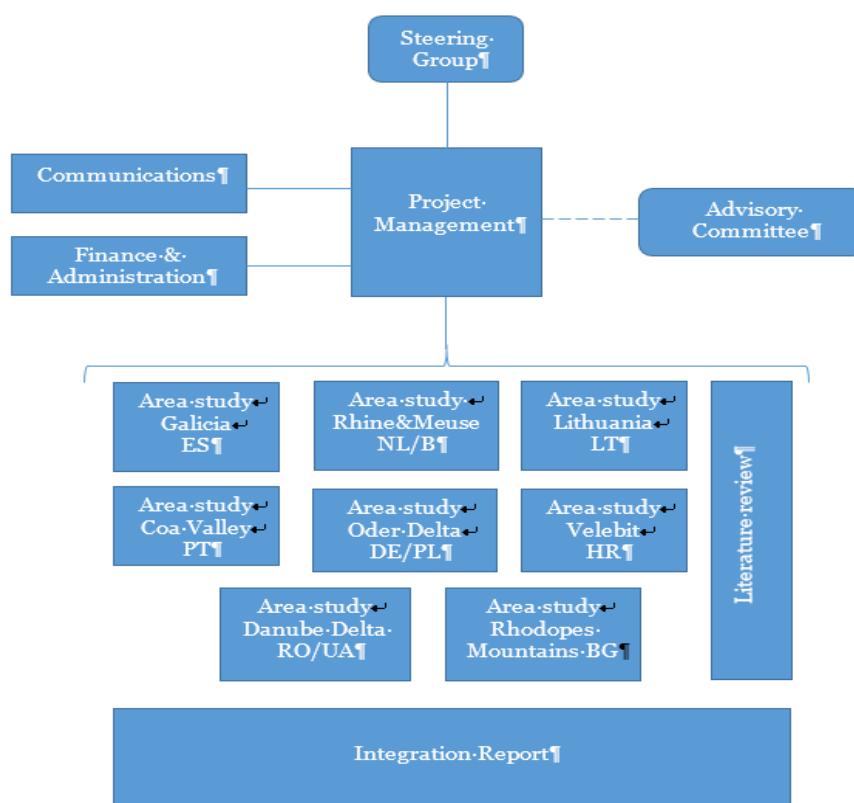 Steering
Group
Communications
Project
Management
Advisory
Committee
Finance & 
Administration
Area study
Galicia
ES
Area study
Rhine&Meuse
NL/B
Area study
Lithuania
LT
Area study
Coa Valley
PT
Area study
Oder Delta
DE/PL
Area study
Velebit
HR
Literature review
Area study
Danube Delta
RO/UA
Area study
Rhodopes
Mountains BG
Integration Report